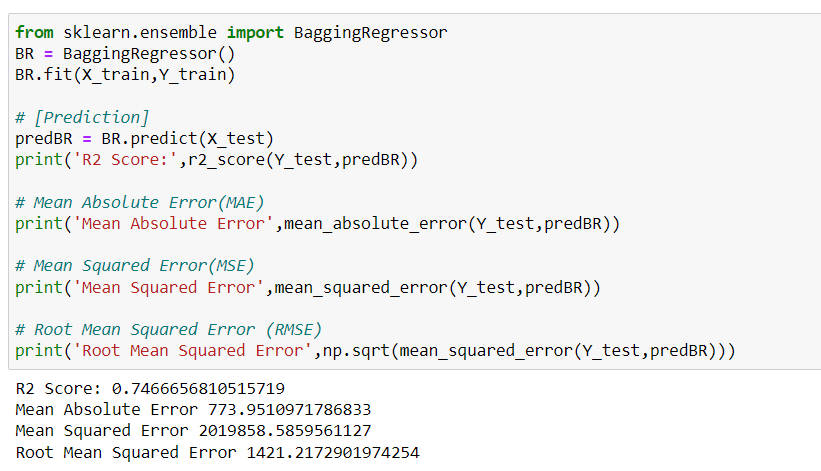 from sklearn.ensemble import BaggingRegressor
BR = BaggingRegressor()
BR.fit(X_train,Y_train)
# [Prediction]
predBR = BR.predict(X_test)
print('R2 Score:',r2_score(Y_test,predBR))
# Mean Absolute Error(MAE)
print('Mean Absolute Error',mean_absolute_error(Y_test,predBR))
# Mean Squared Error(MSE)
print('Mean Squared Error',mean_squared_error(Y_test,predBR))
# Root Mean Squared Error (RMSE)
print('Root Mean Squared Error',np.sqrt(mean_squared_error(Y_test,predBR)))
R2 Score: 0.7466656810515719
Mean Absolute Error 773.9510971786833
Mean Squared Error 2019858.5859561127
Root Mean Squared Error 1421.2172901974254